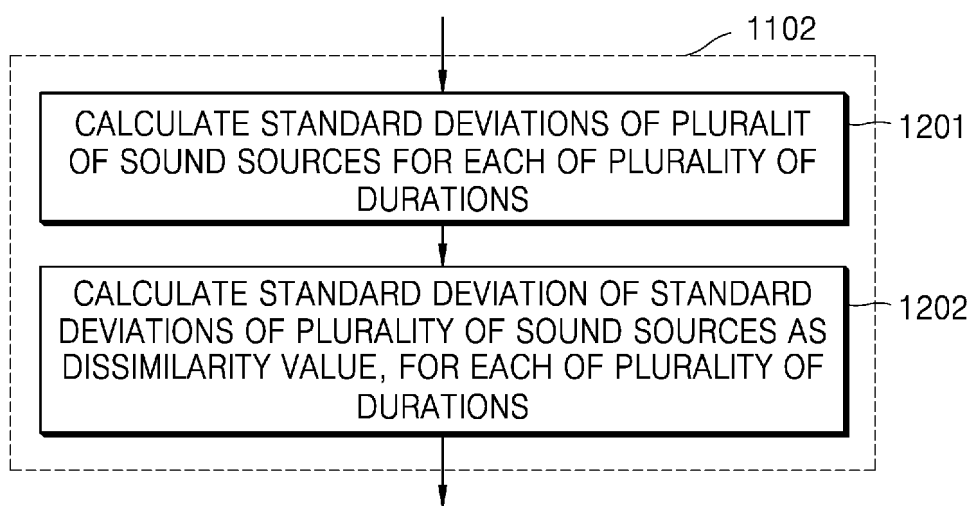 1102
CALCULATE STANDARD DEVIATIONS OF PLURALIT
OF SOUND SOURCES FOR EACH OF PLURALITY OF
DURATIONS
1201
CALCULATE STANDARD DEVIATION OF STANDARD
DEVIATIONS OF PLURALITY OF SOUND SOURCES AS
DISSIMILARITY VALUE, FOR EACH OF PLURALITY OF
DURATIONS
1202